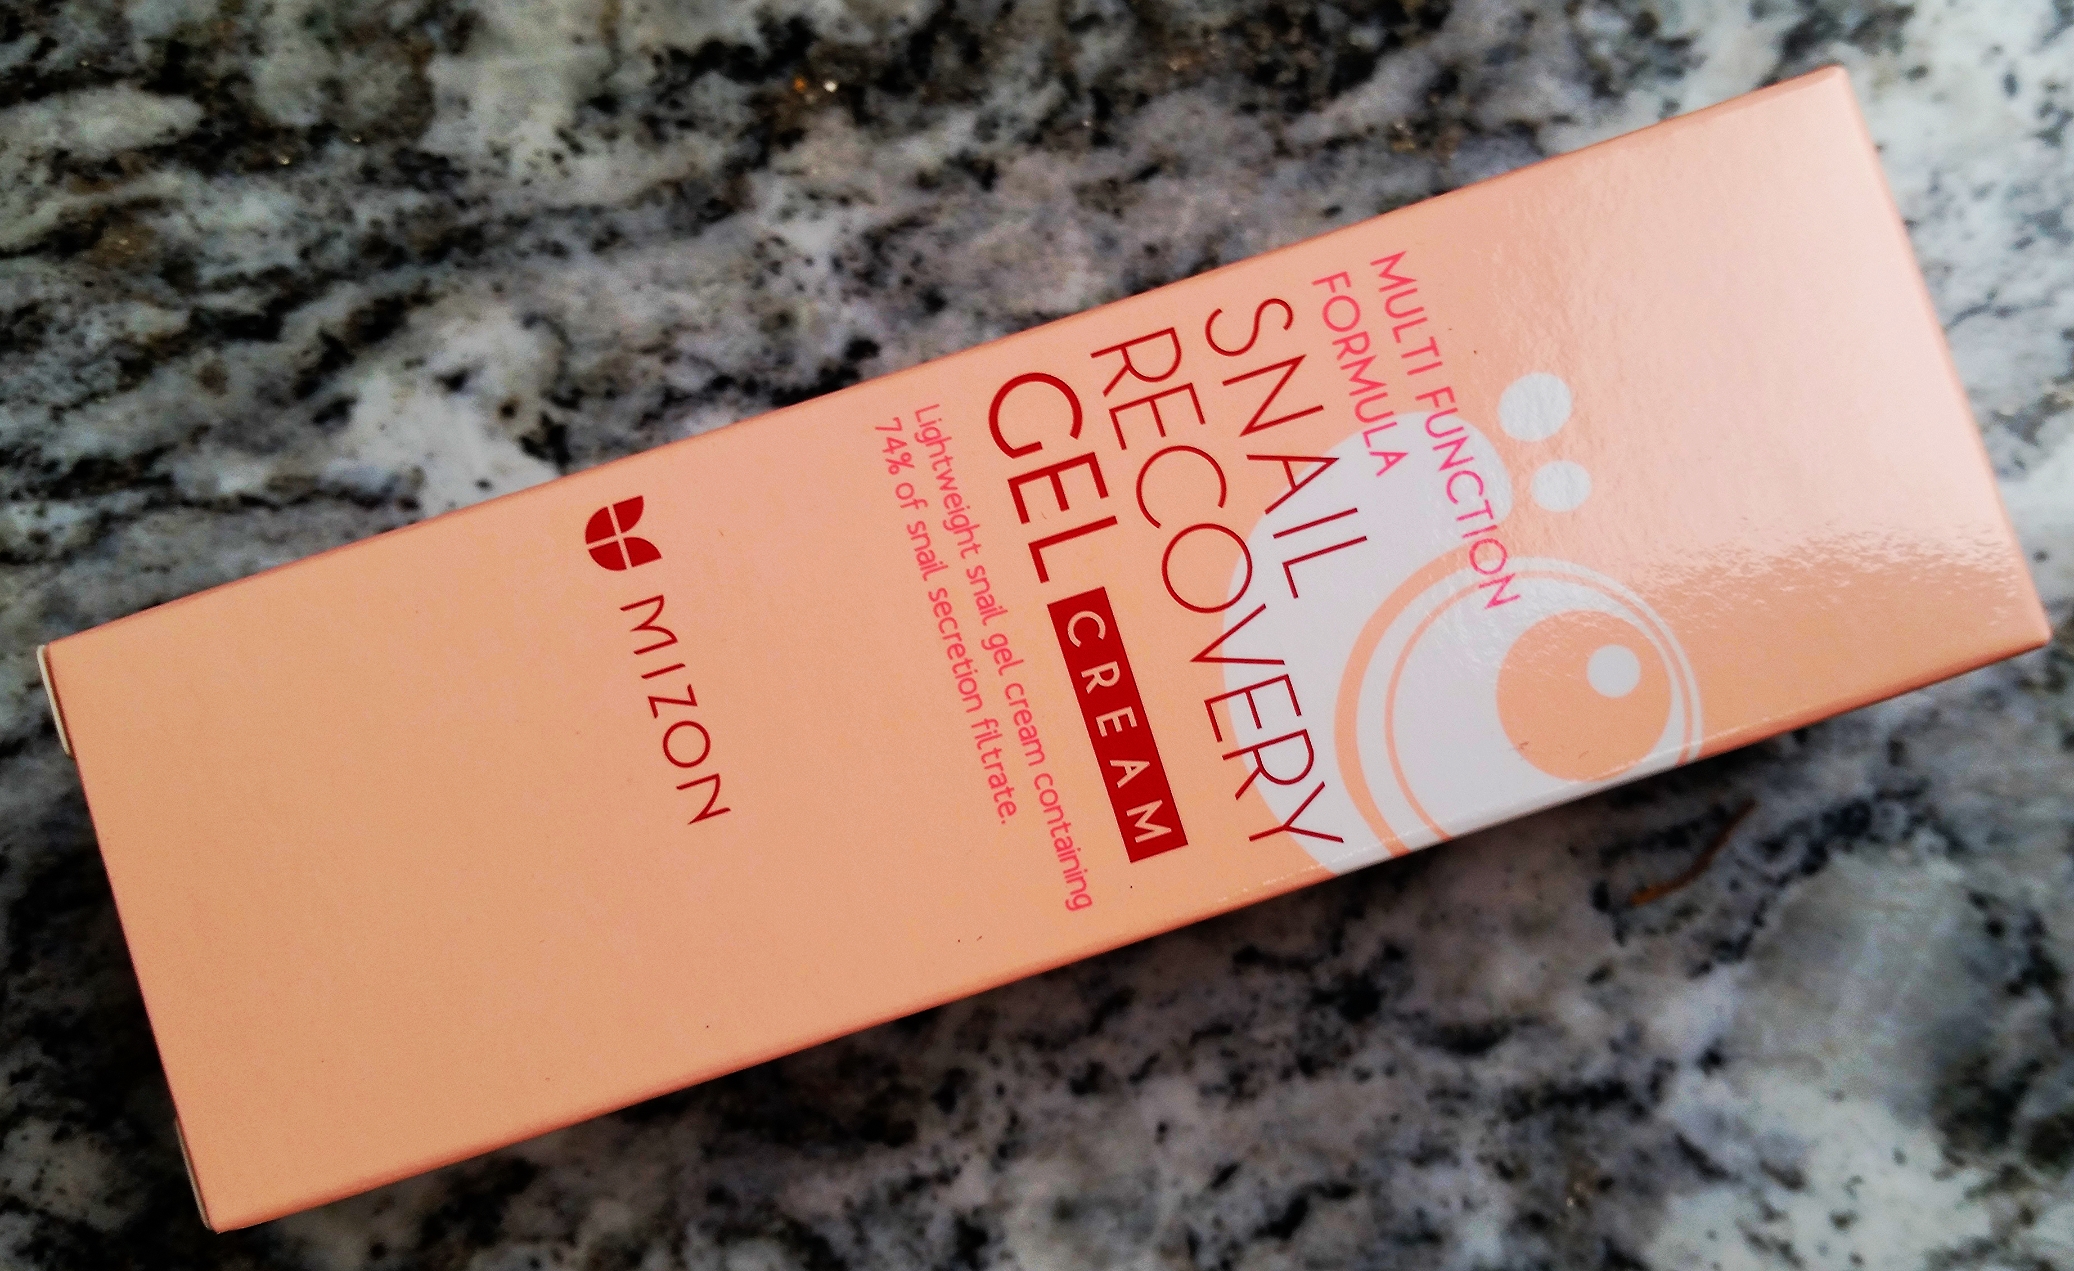 MULTI FUNCTION
FORMULA
SNAIL
RECOVERY
GEL CREAM
Lightweight snail gel cream containing
74% of snail secretion filtrate.
MIZON